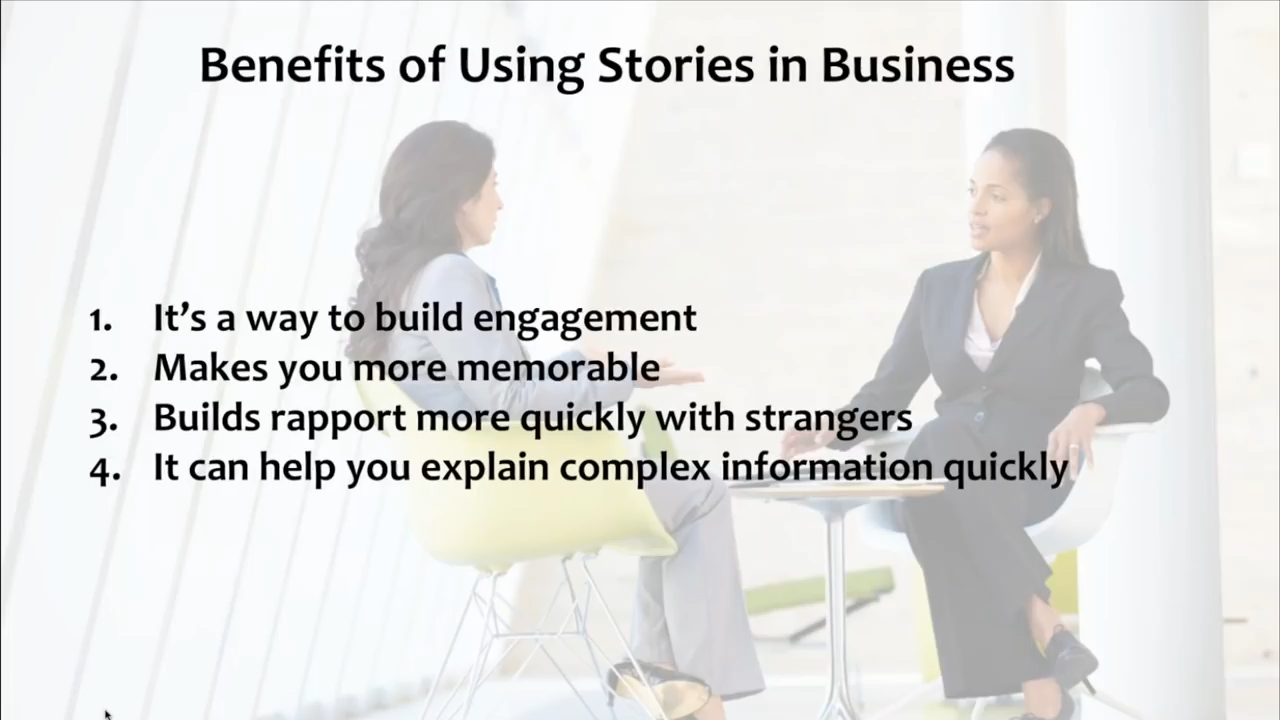 Benefits of Using Stories in Business
1. It’s a way to build engagement
2. Makes you more memorable
3. Builds rapport more quickly with strangers
4. It can help you explain complex information quickly